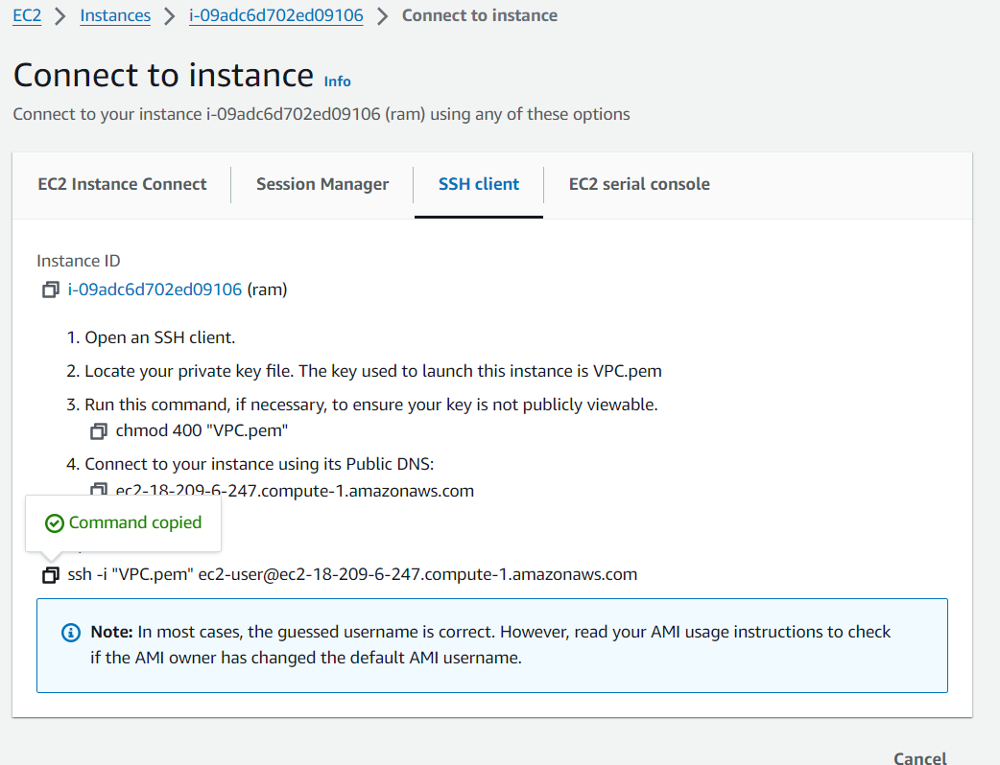 EC2 > Instances > i-09adc6d702ed09106 > Connect to instance
Connect to instance Info
Connect to your instance i-09adc6d702ed09106 (ram) using any of these options
EC2 Instance Connect Session Manager SSH client EC2 serial console
Instance ID
i-09adc6d702ed09106 (ram)
1. Open an SSH client.
2. Locate your private key file. The key used to launch this instance is VPC.pem
3. Run this command, if necessary, to ensure your key is not publicly viewable.
chmod 400 "VPC.pem"
4. Connect to your instance using its Public DNS:
ec2-18-209-6-247.compute-1.amazonaws.com
Command copied
ssh -i "VPC.pem" ec2-user@ec2-18-209-6-247.compute-1.amazonaws.com
Note: In most cases, the guessed username is correct. However, read your AMI usage instructions to check
if the AMI owner has changed the default AMI username.
Cancel